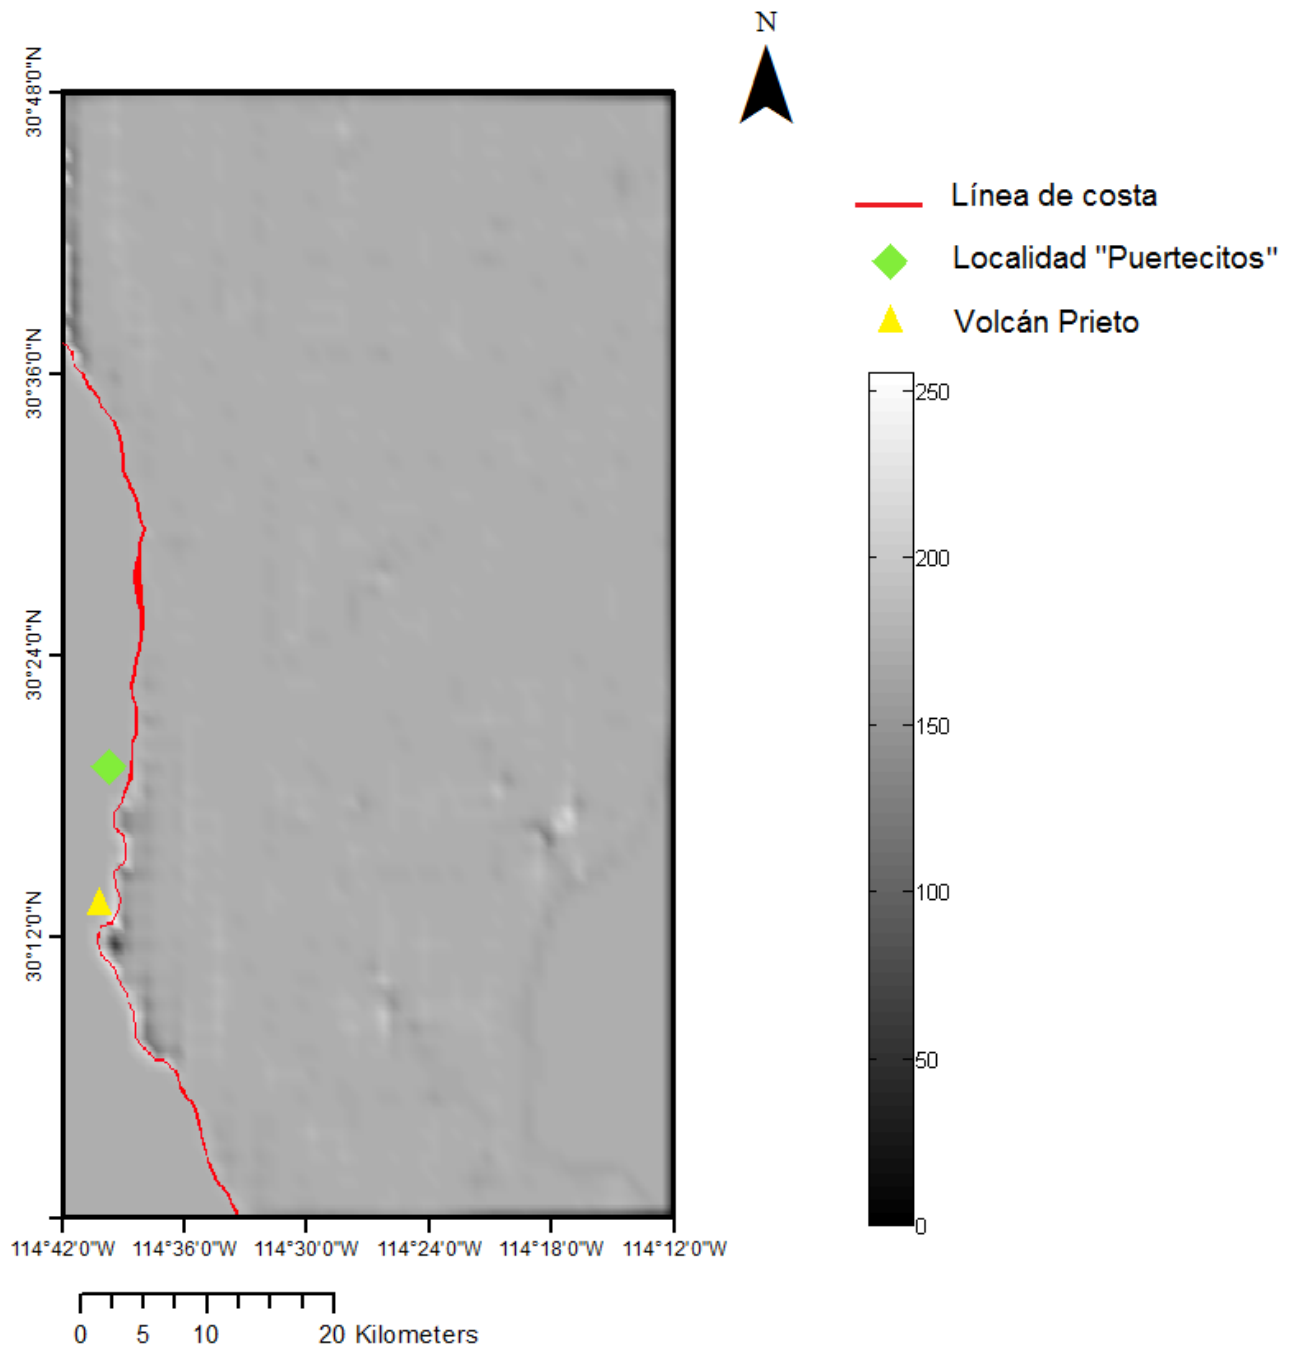 N
30°48'0"N
30°36'0"N
30°24'0"N
30°12'0"N
114°42'0"W 114°36'0"W 114°30'0"W 114°24'0"W 114°18'0"W 114°12'0"W
0 5 10 20 Kilometers
Línea de costa
Localidad "Puertecitos"
Volcán Prieto
250
200
150
100
50
0